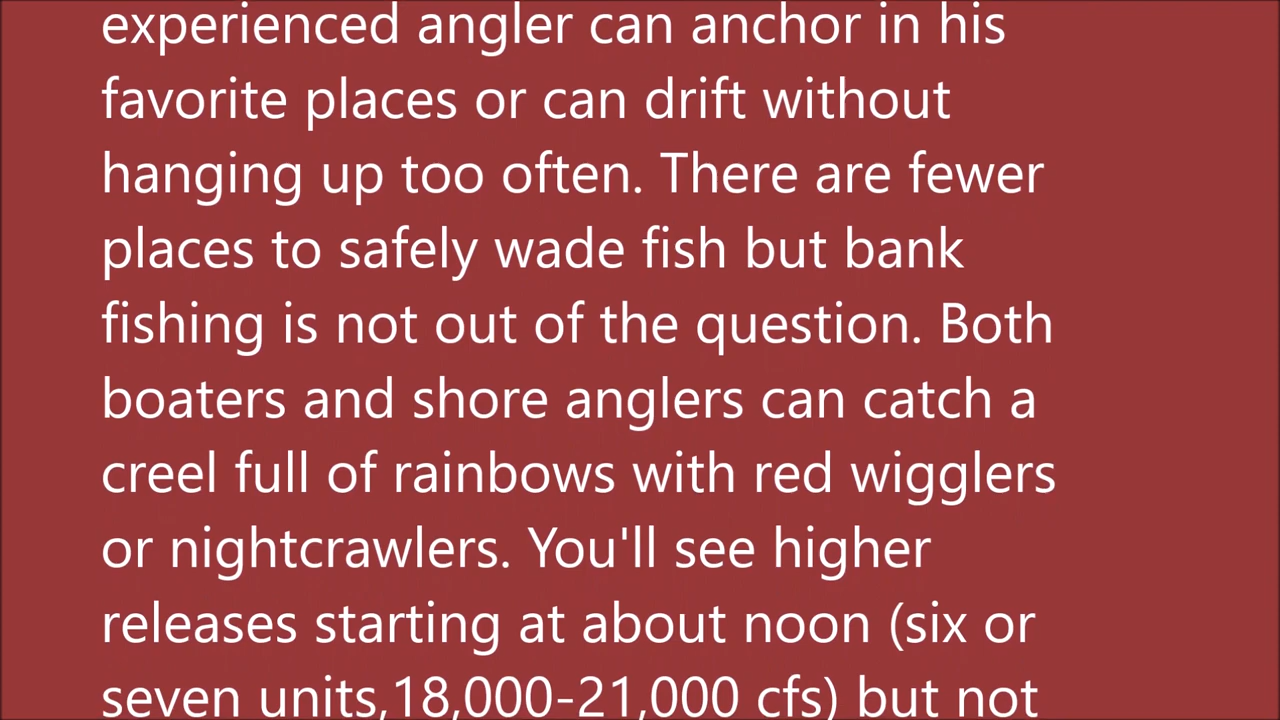 experienced angler can anchor in his
favorite places or can drift without
hanging up too often. There are fewer
places to safely wade fish but bank
fishing is not out of the question. Both
boaters and shore anglers can catch a
creel full of rainbows with red wigglers
or nightcrawlers. You'll see higher
releases starting at about noon (six or
seven units,18,000-21,000 cfs) but not